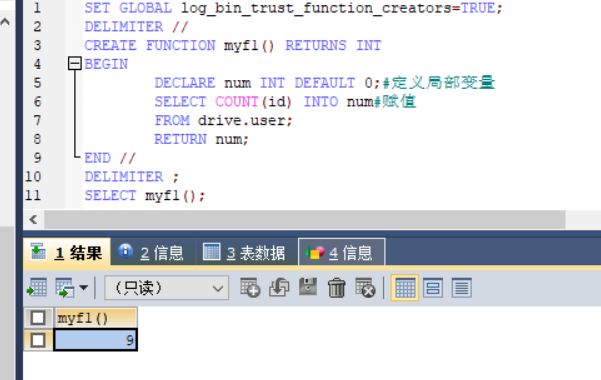 1 SET GLOBAL log_bin_trust_function_creators=TRUE;
2 DELIMITER //
3 CREATE FUNCTION myf1() RETURNS INT
4 BEGIN
5 DECLARE num INT DEFAULT 0;#定义局部变量
6 SELECT COUNT(id) INTO num#赋值
7 FROM drive.user;
8 RETURN num;
9 END //
10 DELIMITER ;
11 SELECT myf1();
1 结果 2 信息 3 表数据 4 信息
（只读）
myf1()
9